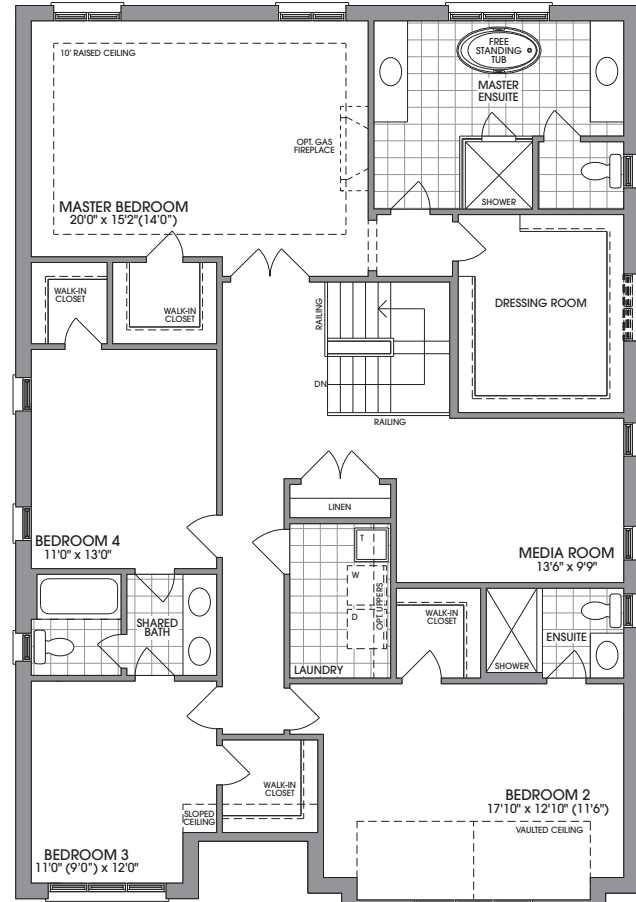 10' RAISED CEILING
FREE
STANDING
TUB
MASTER
ENSUITE
OPT. GAS
FIREPLACE
SHOWER
MASTER BEDROOM
20'0" x 15'2"(14'0")
WALK-IN
CLOSET
WALK-IN
CLOSET
RAILING
DRESSING ROOM
DN
RAILING
LINEN
BEDROOM 4
11'0" x 13'0"
MEDIA ROOM
13'6" x 9'9"
T
W
D
OPT.UPPERS
LAUNDRY
SHARED
BATH
WALK-IN
CLOSET
SHOWER
ENSUITE
WALK-IN
CLOSET
SLOPED
CEILING
BEDROOM 2
17'10" x 12'10" (11'6")
VAULTED CEILING
BEDROOM 3
11'0" (9'0") x 12'0"